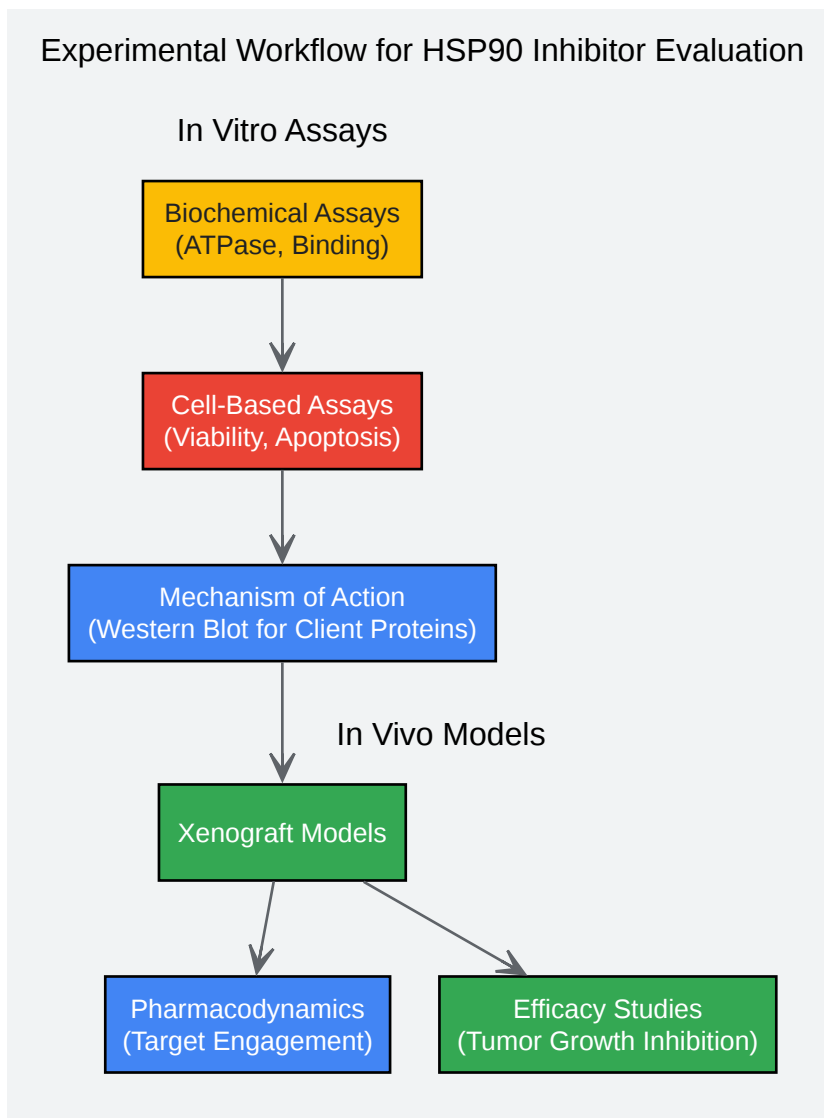 Experimental Workflow for HSP90 Inhibitor Evaluation
In Vitro Assays
Biochemical Assays
(ATPase, Binding)
Cell-Based Assays
(Viability, Apoptosis)
Mechanism of Action
(Western Blot for Client Proteins)
In Vivo Models
Xenograft Models
Pharmacodynamics
(Target Engagement)
Efficacy Studies
(Tumor Growth Inhibition)